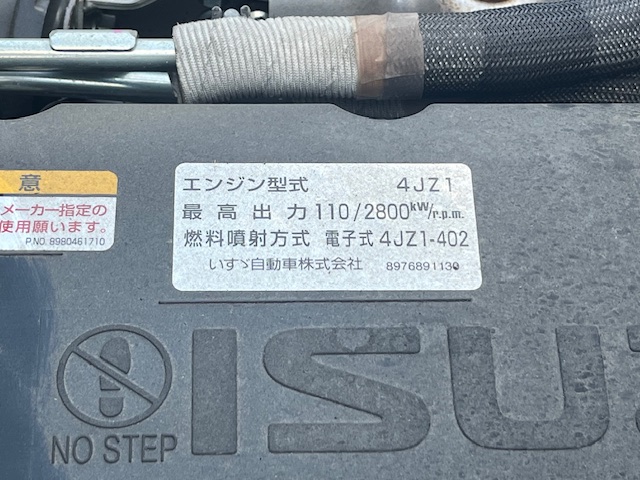 エンジン型式 4JZ1
最高出力 110/2800kW/r.p.m.
燃料噴射方式 電子式 4JZ1-402
いすゞ自動車株式会社 8976891130
意
メーカー指定の
使用願います。
P.NO. 8980461710
NO STEP
ISU